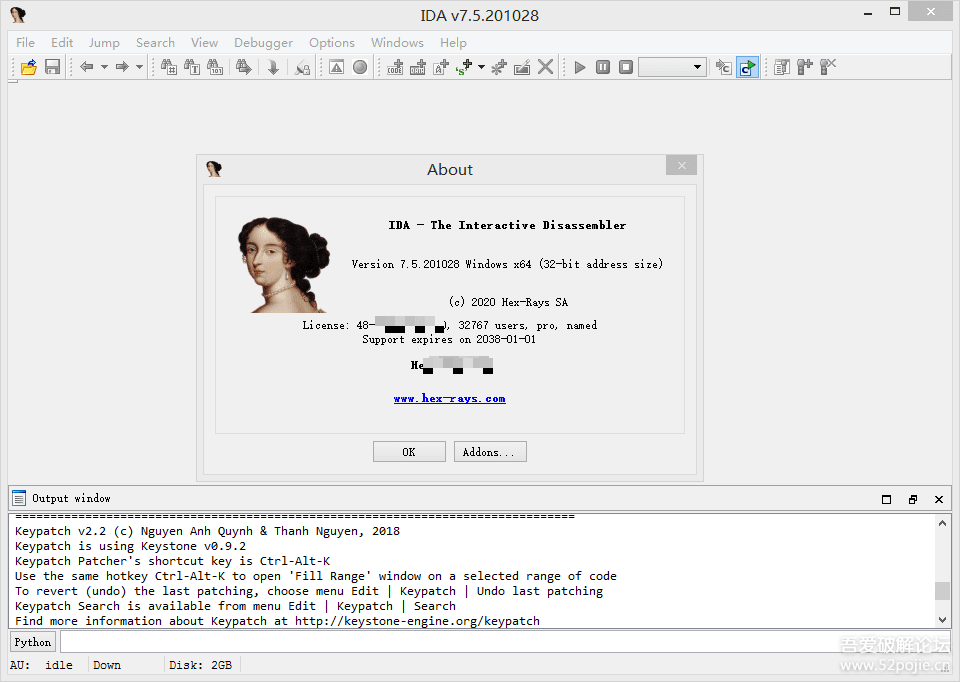 IDA v7.5.201028
File Edit Jump Search View Debugger Options Windows Help
About
IDA - The Interactive Disassembler
Version 7.5.201028 Windows x64 (32-bit address size)
(c) 2020 Hex-Rays SA
License: 48- ), 32767 users, pro, named
Support expires on 2038-01-01
He
www.hex-rays.com
OK Addons...
Output window
================================================================================
Keypatch v2.2 (c) Nguyen Anh Quynh & Thanh Nguyen, 2018
Keypatch is using Keystone v0.9.2
Keypatch Patcher's shortcut key is Ctrl-Alt-K
Use the same hotkey Ctrl-Alt-K to open 'Fill Range' window on a selected range of code
To revert (undo) the last patching, choose menu Edit | Keypatch | Undo last patching
Keypatch Search is available from menu Edit | Keypatch | Search
Find more information about Keypatch at http://keystone-engine.org/keypatch
Python
AU: idle Down Disk: 2GB
吾爱破解论坛
www.52pojie.cn